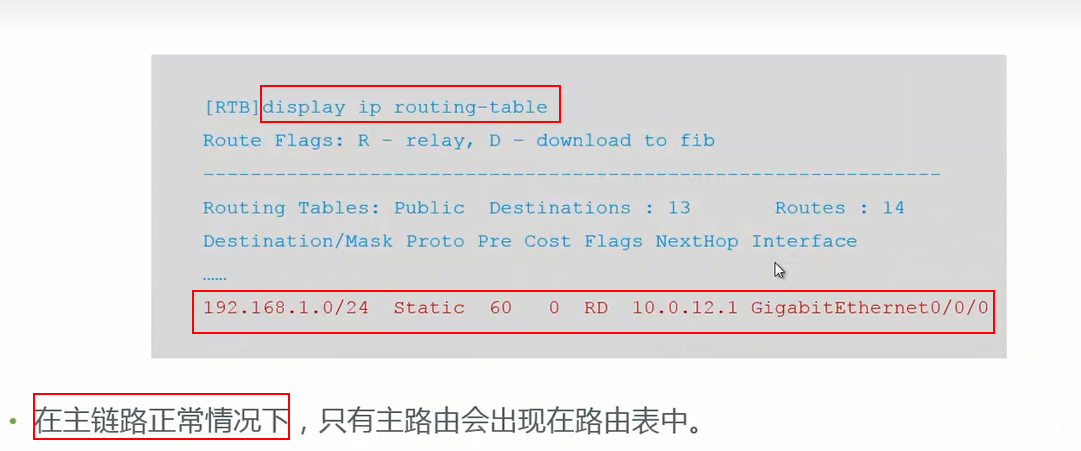 [RTB]display ip routing-table
Route Flags: R - relay, D - download to fib
----------------------------------------------------------------
Routing Tables: Public  Destinations : 13       Routes : 14
Destination/Mask Proto Pre Cost Flags NextHop Interface
……
192.168.1.0/24  Static  60   0  RD  10.0.12.1 GigabitEthernet0/0/0
• 在主链路正常情况下，只有主路由会出现在路由表中。